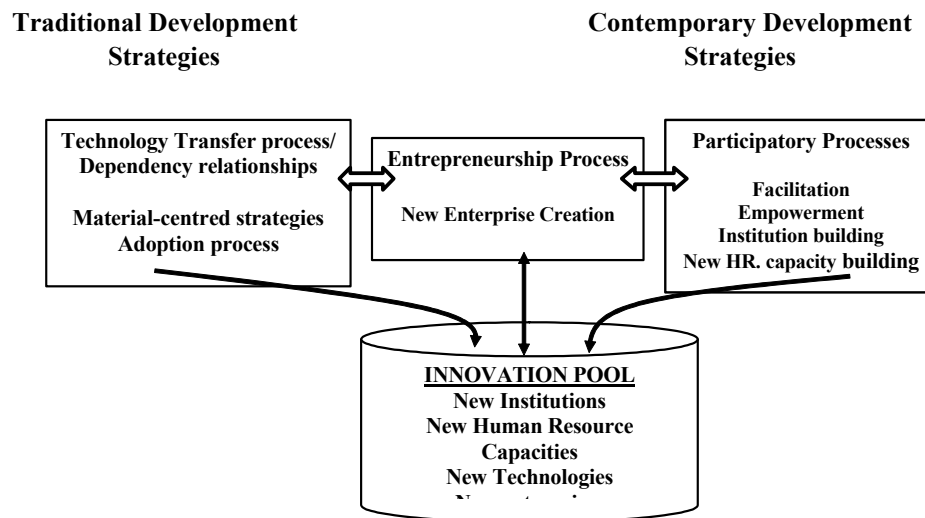 Traditional Development
Strategies
Contemporary Development
Strategies
Technology Transfer process/
Dependency relationships
Material-centred strategies
Adoption process
Entrepreneurship Process
New Enterprise Creation
Participatory Processes
Facilitation
Empowerment
Institution building
New HR. capacity building
INNOVATION POOL
New Institutions
New Human Resource
Capacities
New Technologies